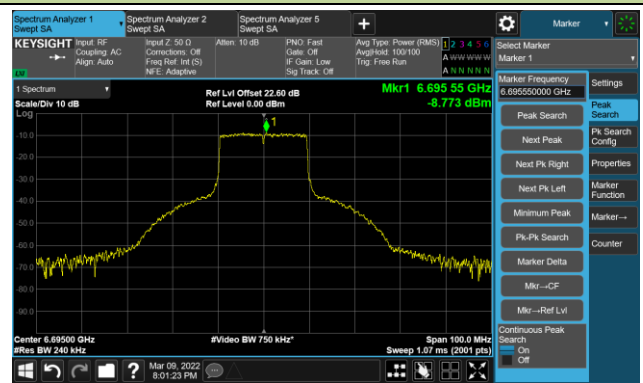 Spectrum Analyzer 1
Swept SA
Spectrum Analyzer 2
Swept SA
Spectrum Analyzer 5
Swept SA
+
Marker
KEYSIGHT
Input: RF
Coupling: AC
Align: Auto
Input Z: 50 Ω
Corrections: Off
Freq Ref: Int (S)
NFE: Adaptive
Atten: 10 dB
PNO: Fast
Gate: Off
IF Gain: Low
Sig Track: Off
Avg Type: Power (RMS)
Avg|Hold: 100/100
Trig: Free Run
1 2 3 4 5 6
A W W W W W
A N N N N N
LVI
1 Spectrum
Scale/Div 10 dB
Log
Ref Lvl Offset 22.60 dB
Ref Level 0.00 dBm
Mkr1 6.695 55 GHz
-8.773 dBm
1
-10.0
-20.0
-30.0
-40.0
-50.0
-60.0
-70.0
-80.0
-90.0
Center 6.69500 GHz
#Res BW 240 kHz
#Video BW 750 kHz*
Span 100.0 MHz
Sweep 1.07 ms (2001 pts)
Select Marker
Marker 1
Marker Frequency
6.695550000 GHz
Peak Search
Next Peak
Next Pk Right
Next Pk Left
Minimum Peak
Pk-Pk Search
Marker Delta
Mkr→CF
Mkr→Ref Lvl
Continuous Peak
Search
On
Off
Settings
Peak
Search
Pk Search
Config
Properties
Marker
Function
Marker→
Counter
?
Mar 09, 2022
8:01:23 PM